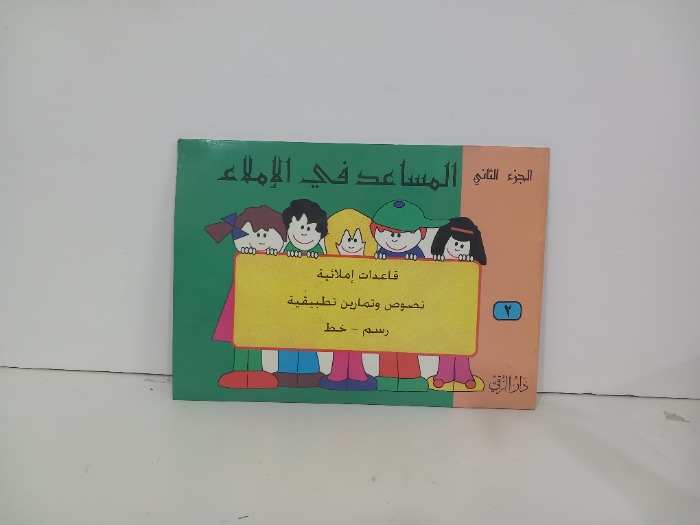 الجزء الثاني
المساعد في الإملاء
قاعدات إملائية
نصوص وتمارين تطبيقية
رسم - خط
٢
دار الرقي